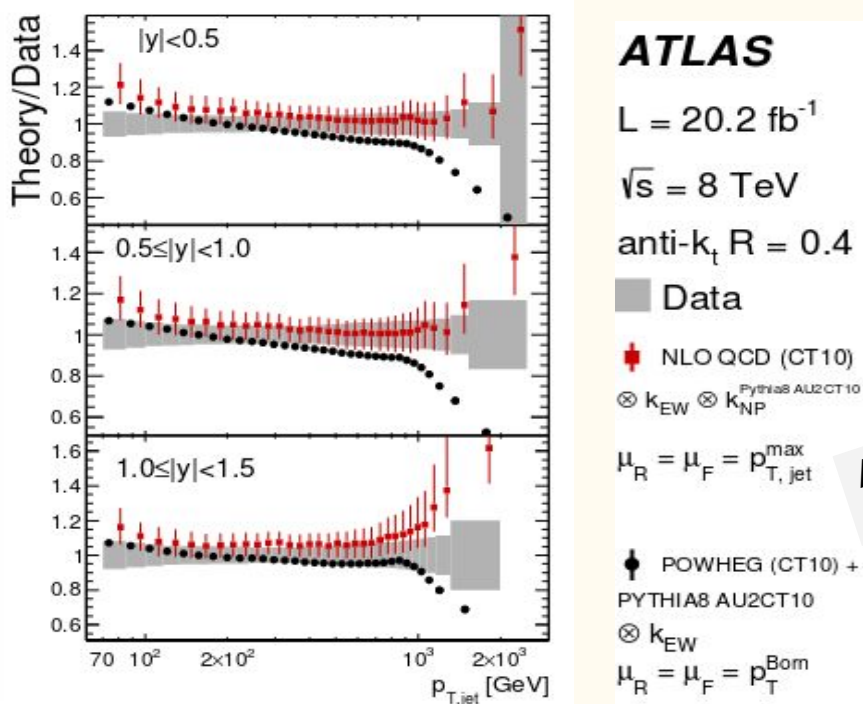 Theory/Data
1.4
1.2
1
0.8
0.6
|y|<0.5
1.4
1.2
1
0.8
0.6
0.5≤|y|<1.0
1.6
1.4
1.2
1
0.8
0.6
1.0≤|y|<1.5
70 10² 2×10² 10³ 2×10³
p_T,jet [GeV]
ATLAS
L = 20.2 fb⁻¹
√s = 8 TeV
anti-k_t R = 0.4
Data
NLO QCD (CT10)
⊗ k_EW ⊗ k_NP^Pythia8 AU2CT10
μ_R = μ_F = p_T, jet^max
POWHEG (CT10) +
PYTHIA8 AU2CT10
⊗ k_EW
μ_R = μ_F = p_T^Born